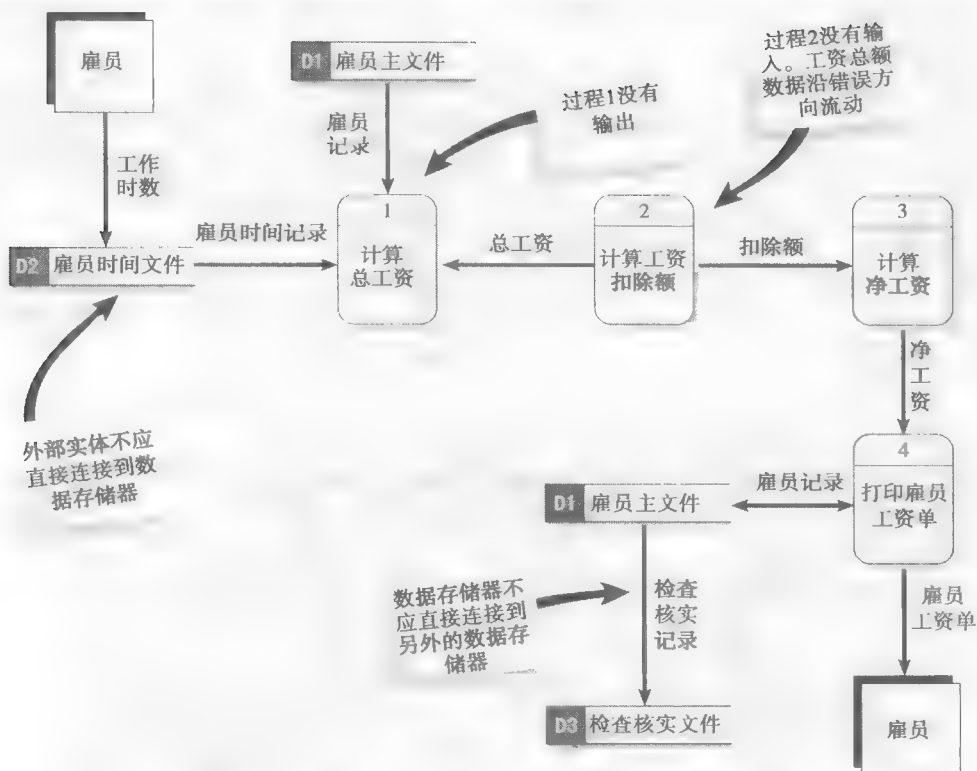 雇员
D1 雇员主文件
过程2没有输
入。工资总额
数据沿错误方
向流动
过程1没有
输出
雇员
记录
工作
时数
1
计算
总工资
2
计算工资
扣除额
3
计算
净工资
雇员时间记录
总工资
扣除额
D2 雇员时间文件
净
工
资
外部实体不应
直接连接到数
据存储器
4
打印雇员
工资单
雇员记录
D1 雇员主文件
数据存储器不
应直接连接到
另外的数据存
储器
检查
核实
记录
雇员
工资单
D3 检查核实文件
雇员